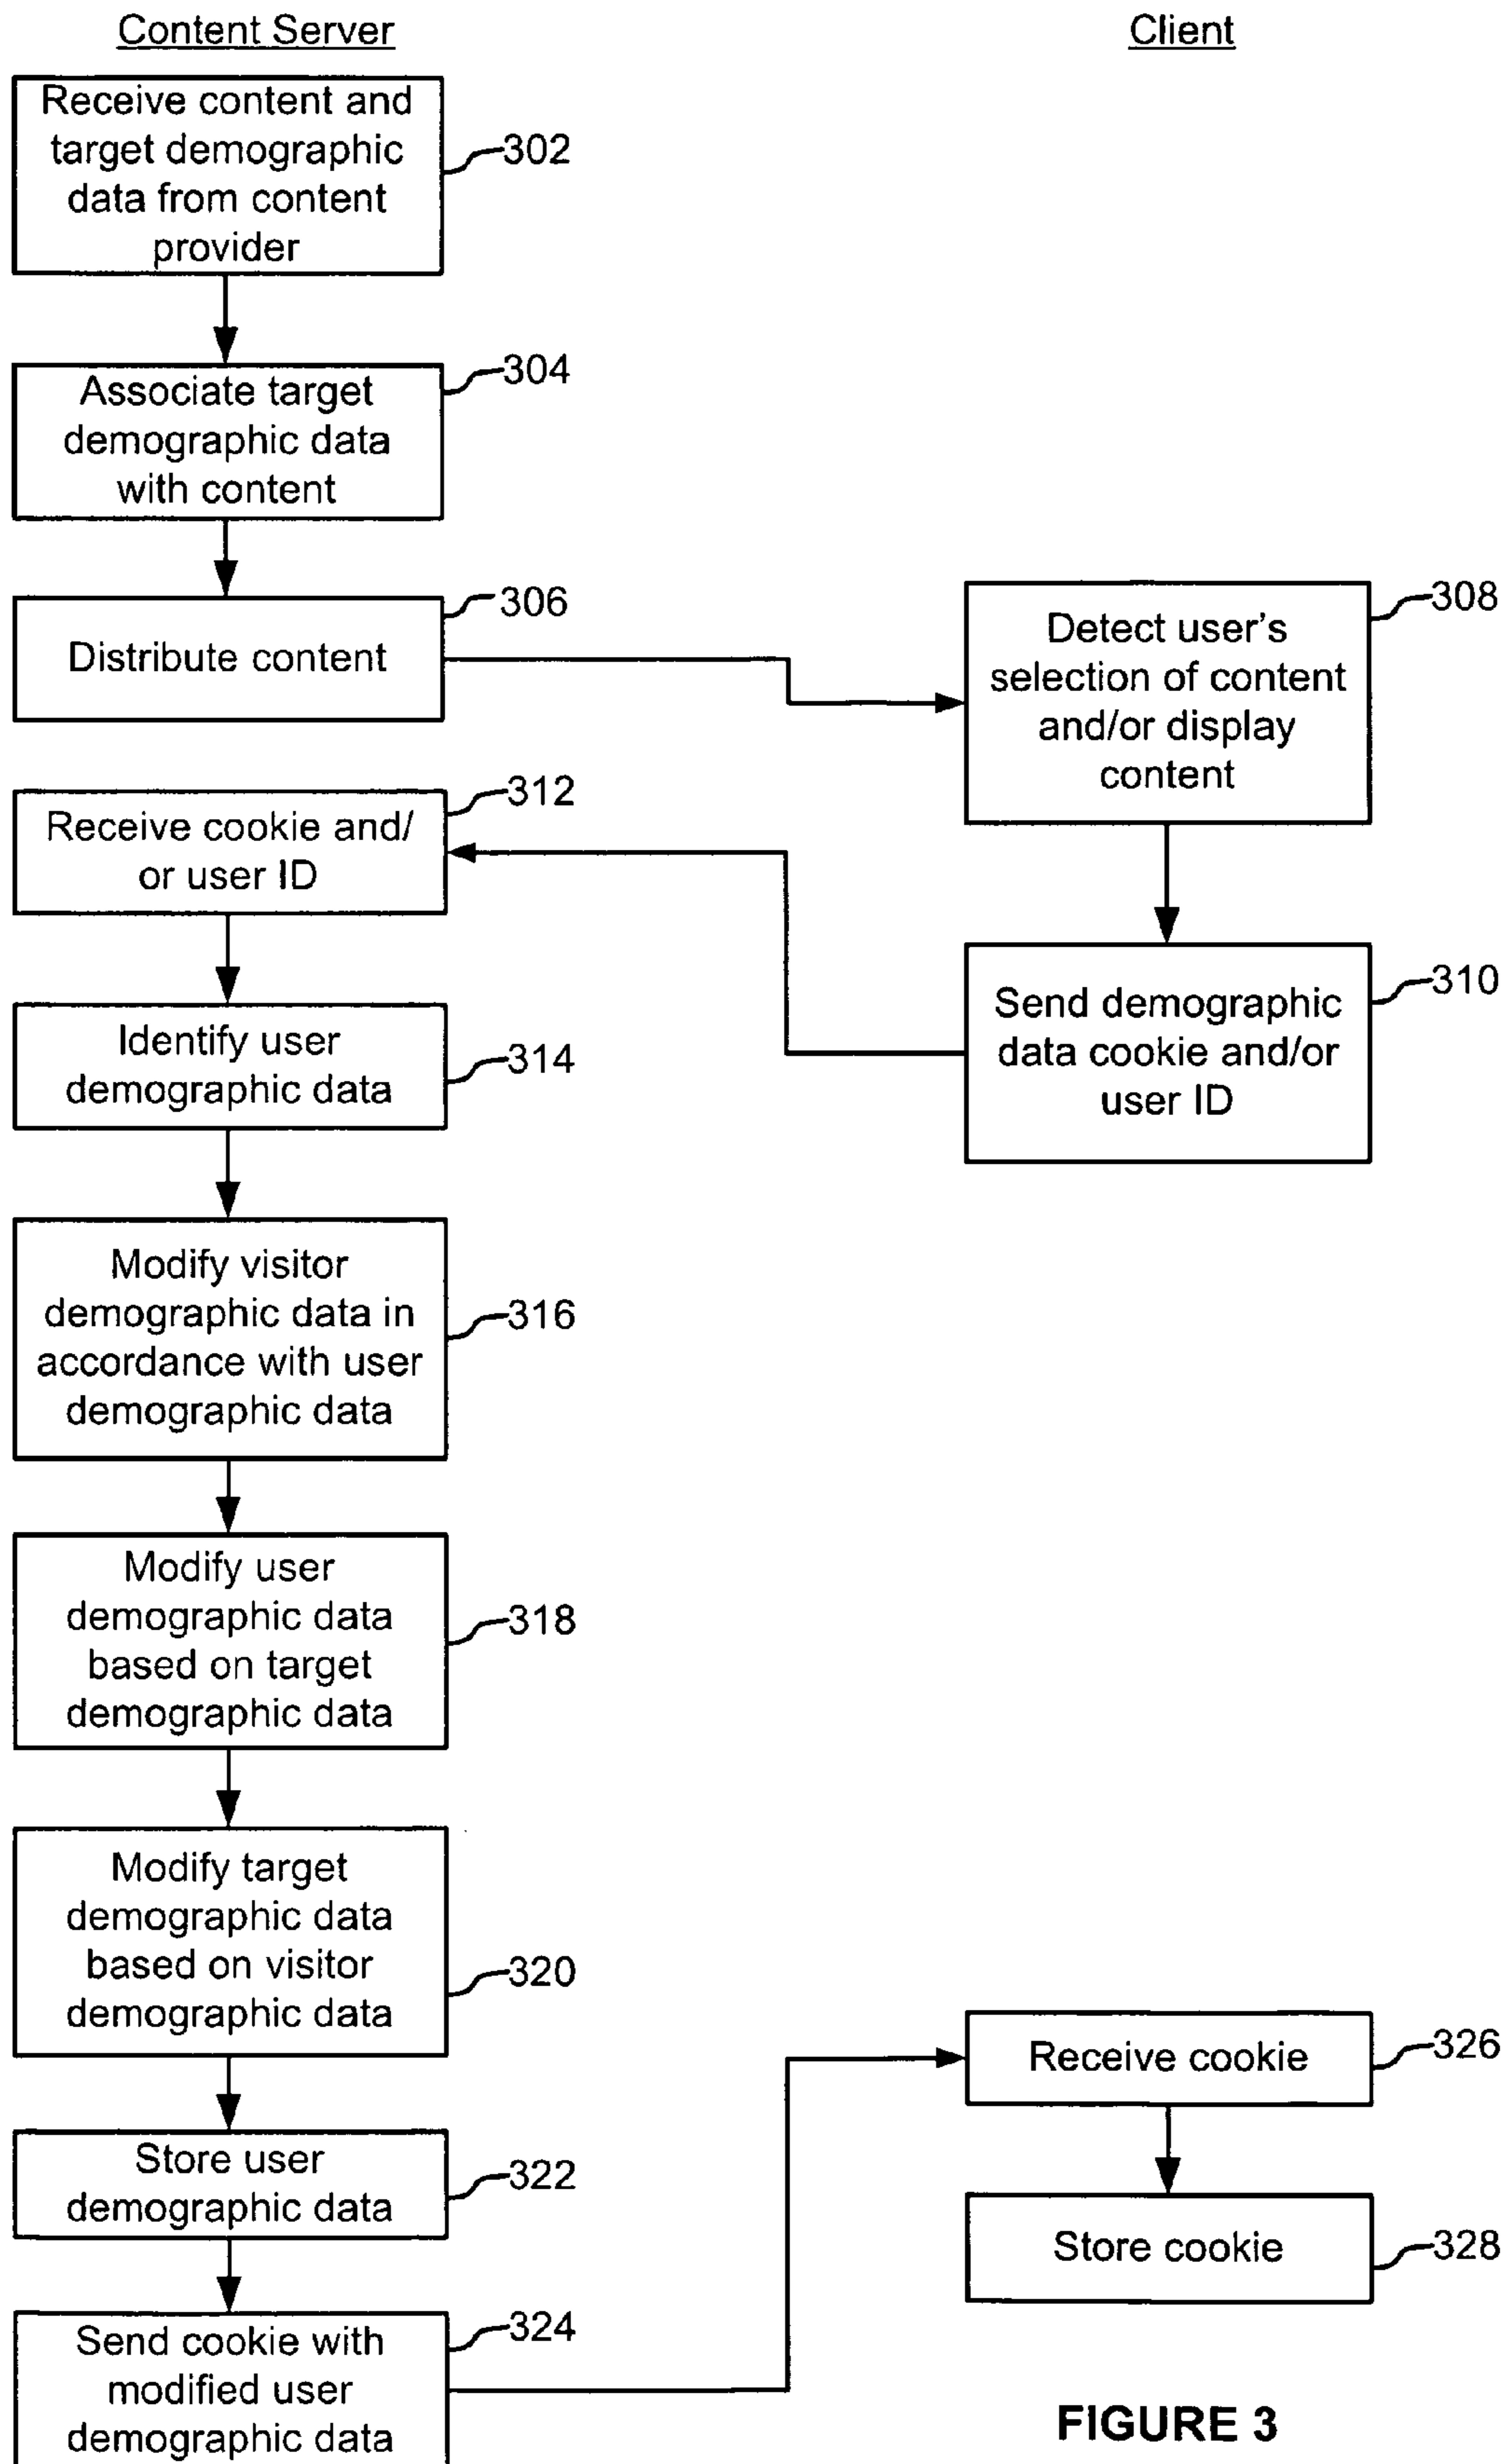 Content Server
Client
Receive content and
target demographic
data from content
provider
302
Associate target
demographic data
with content
304
Distribute content
306
Detect user's
selection of content
and/or display
content
308
Send demographic
data cookie and/or
user ID
310
Receive cookie and/
or user ID
312
Identify user
demographic data
314
Modify visitor
demographic data in
accordance with user
demographic data
316
Modify user
demographic data
based on target
demographic data
318
Modify target
demographic data
based on visitor
demographic data
320
Store user
demographic data
322
Send cookie with
modified user
demographic data
324
Receive cookie
326
Store cookie
328
FIGURE 3